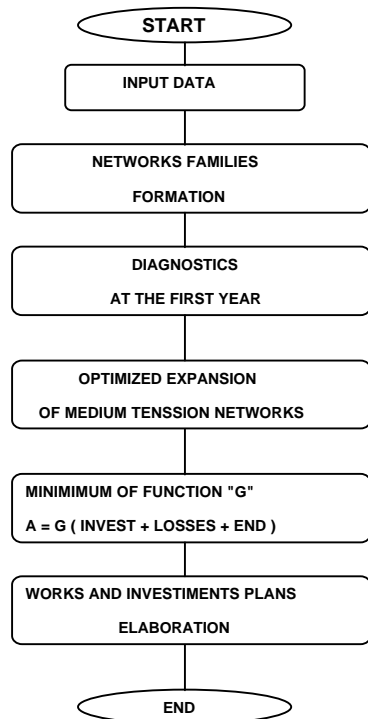 START
INPUT DATA
NETWORKS FAMILIES
FORMATION
DIAGNOSTICS
AT THE FIRST YEAR
OPTIMIZED EXPANSION
OF MEDIUM TENSSION NETWORKS
MINIMIMUM OF FUNCTION "G"
A = G ( INVEST + LOSSES + END )
WORKS AND INVESTIMENTS PLANS
ELABORATION
END